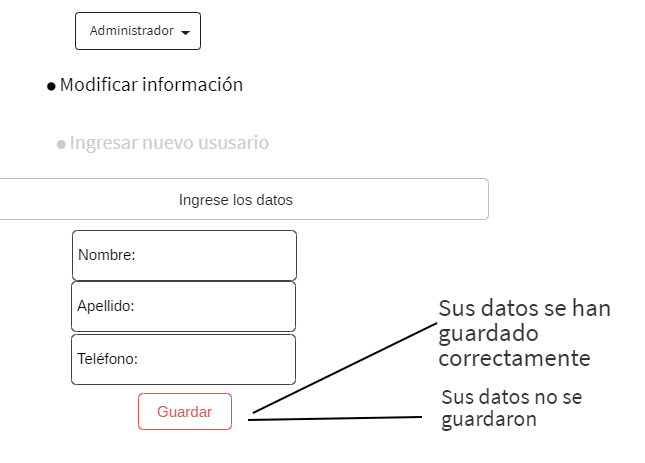 Administrador
Modificar información
Ingresar nuevo ususario
Ingrese los datos
Nombre:
Apellido:
Teléfono:
Guardar
Sus datos se han
guardado
correctamente
Sus datos no se
guardaron